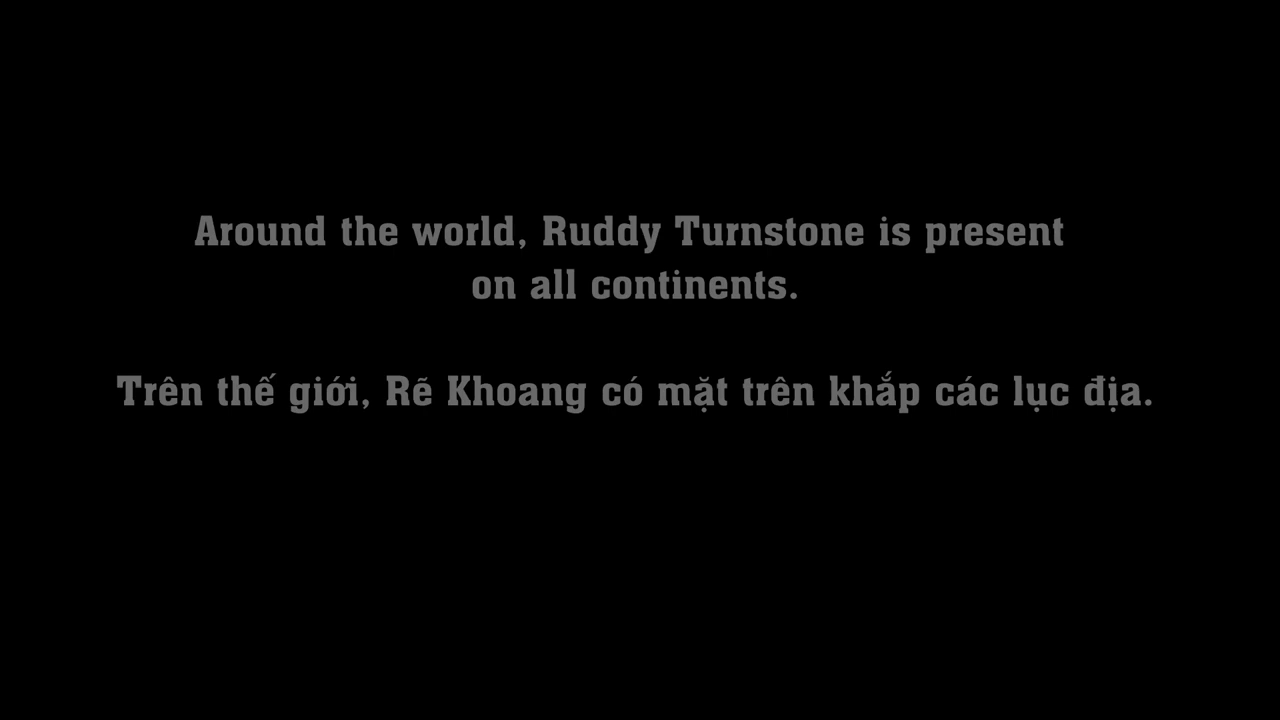 Around the world, Ruddy Turnstone is present
on all continents.
Trên thế giới, Rẽ Khoang có mặt trên khắp các lục địa.